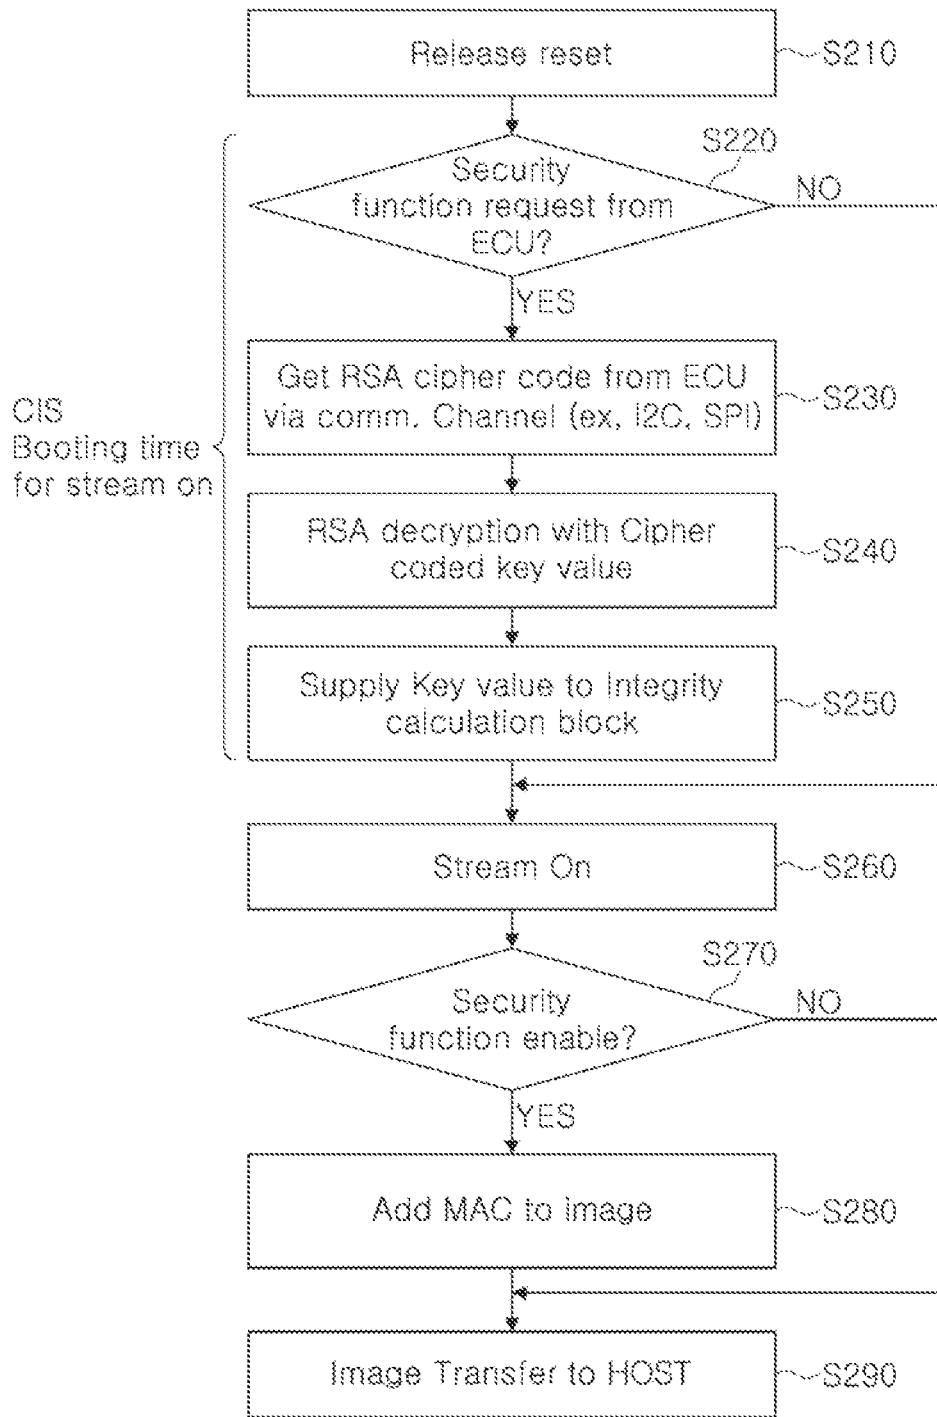 Release reset
S210
S220
Security
function request from
ECU?
NO
YES
Get RSA cipher code from ECU
via comm. Channel (ex, I2C, SPI)
S230
CIS
Booting time
for stream on
RSA decryption with Cipher
coded key value
S240
Supply Key value to Integrity
calculation block
S250
Stream On
S260
S270
Security
function enable?
NO
YES
Add MAC to image
S280
Image Transfer to HOST
S290